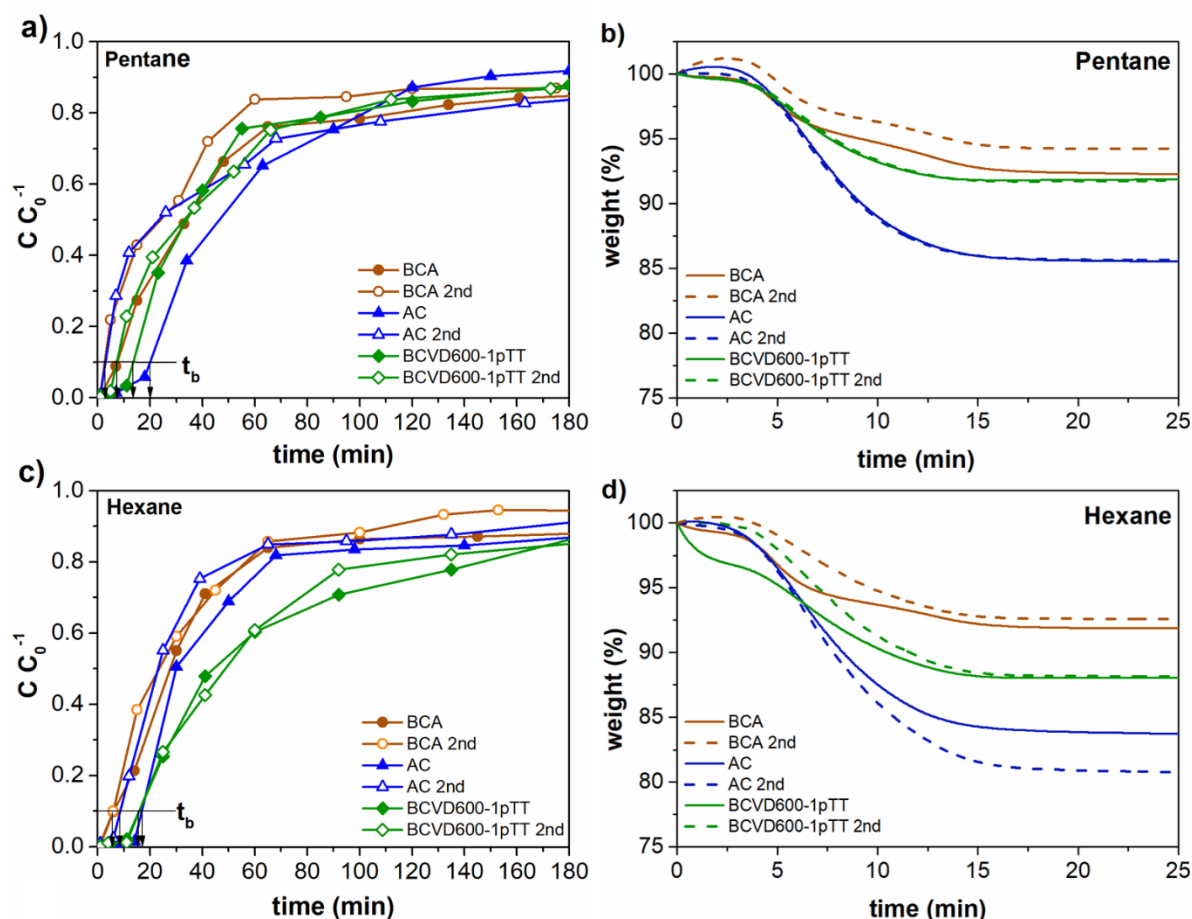 a)
Pentane
C C₀⁻¹
1.0
0.8
0.6
0.4
0.2
0.0
BCA
BCA 2nd
AC
AC 2nd
BCVD600-1pTT
BCVD600-1pTT 2nd
t_b
0 20 40 60 80 100 120 140 160 180
time (min)
b)
Pentane
weight (%)
100
95
90
85
80
75
BCA
BCA 2nd
AC
AC 2nd
BCVD600-1pTT
BCVD600-1pTT 2nd
0 5 10 15 20 25
time (min)
c)
Hexane
C C₀⁻¹
1.0
0.8
0.6
0.4
0.2
0.0
BCA
BCA 2nd
AC
AC 2nd
BCVD600-1pTT
BCVD600-1pTT 2nd
t_b
0 20 40 60 80 100 120 140 160 180
time (min)
d)
Hexane
weight (%)
100
95
90
85
80
75
BCA
BCA 2nd
AC
AC 2nd
BCVD600-1pTT
BCVD600-1pTT 2nd
0 5 10 15 20 25
time (min)